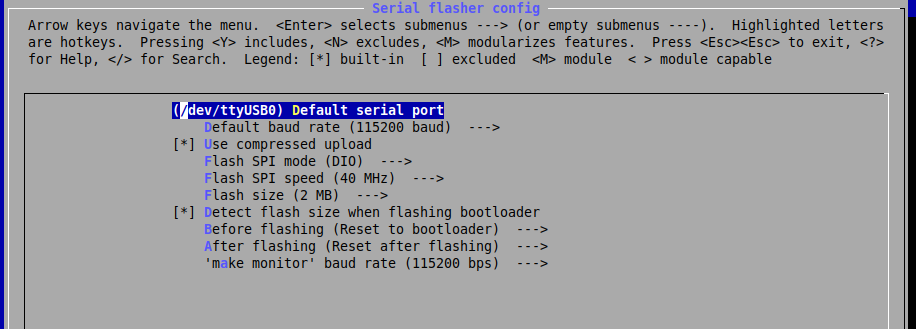 Serial flasher config
Arrow keys navigate the menu.  <Enter> selects submenus ---> (or empty submenus ----).  Highlighted letters
are hotkeys.  Pressing <Y> includes, <N> excludes, <M> modularizes features.  Press <Esc><Esc> to exit, <?>
for Help, </> for Search.  Legend: [*] built-in  [ ] excluded  <M> module  < > module capable
(/dev/ttyUSB0) Default serial port
Default baud rate (115200 baud)  --->
[*] Use compressed upload
Flash SPI mode (DIO)  --->
Flash SPI speed (40 MHz)  --->
Flash size (2 MB)  --->
[*] Detect flash size when flashing bootloader
Before flashing (Reset to bootloader)  --->
After flashing (Reset after flashing)  --->
'make monitor' baud rate (115200 bps)  --->